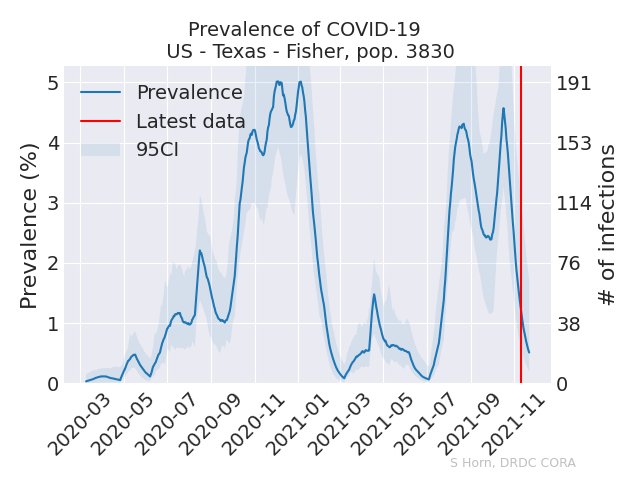 Prevalence of COVID-19
US - Texas - Fisher, pop. 3830
Prevalence
Latest data
95CI
Prevalence (%)
5
4
3
2
1
0
191
153
114
76
38
0
# of infections
2020-03
2020-05
2020-07
2020-09
2020-11
2021-01
2021-03
2021-05
2021-07
2021-09
2021-11
S Horn, DRDC CORA